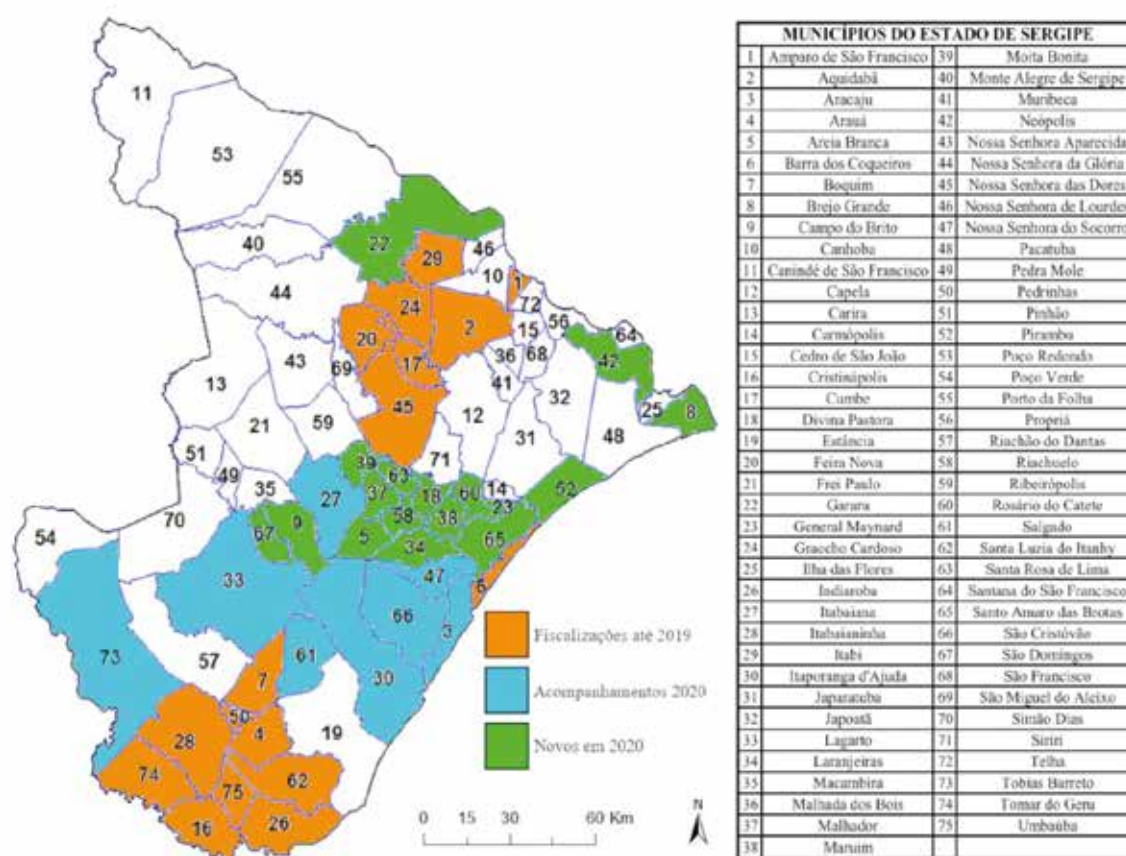 11
53
55
40
22
46
29
10
44
1
24
72
2
56
64
20
15
43
36
68
42
69
17
13
41
25
8
45
32
21
59
12
31
48
51
71
39
49
63
35
27
37
18
60
14
52
70
9
58
38
23
54
67
5
34
65
33
47
6
66
3
73
57
61
30
7
50
4
19
28
74
62
75
16
26
Fiscalizações até 2019
Acompanhamentos 2020
Novos em 2020
0 15 30 60 Km
N
MUNICÍPIOS DO ESTADO DE SERGIPE
1 Amparo de São Francisco 39 Moita Bonita
2 Aquidabã 40 Monte Alegre de Sergipe
3 Aracaju 41 Muribeca
4 Arauá 42 Neópolis
5 Areia Branca 43 Nossa Senhora Aparecida
6 Barra dos Coqueiros 44 Nossa Senhora da Glória
7 Boquim 45 Nossa Senhora das Dores
8 Brejo Grande 46 Nossa Senhora de Lourdes
9 Campo do Brito 47 Nossa Senhora do Socorro
10 Canhoba 48 Pacatuba
11 Canindé de São Francisco 49 Pedra Mole
12 Capela 50 Pedrinhas
13 Carira 51 Pinhão
14 Carmópolis 52 Pirambu
15 Cedro de São João 53 Poço Redondo
16 Cristinápolis 54 Poço Verde
17 Cumbe 55 Porto da Folha
18 Divina Pastora 56 Propriá
19 Estância 57 Riachão do Dantas
20 Feira Nova 58 Riachuelo
21 Frei Paulo 59 Ribeirópolis
22 Gararu 60 Rosário do Catete
23 General Maynard 61 Salgado
24 Graccho Cardoso 62 Santa Luzia do Itanhy
25 Ilha das Flores 63 Santa Rosa de Lima
26 Indiaroba 64 Santana do São Francisco
27 Itabaiana 65 Santo Amaro das Brotas
28 Itabaianinha 66 São Cristóvão
29 Itabi 67 São Domingos
30 Itaporanga d'Ajuda 68 São Francisco
31 Japaratuba 69 São Miguel do Aleixo
32 Japoatã 70 Simão Dias
33 Lagarto 71 Siriri
34 Laranjeiras 72 Telha
35 Macambira 73 Tobias Barreto
36 Malhada dos Bois 74 Tomar do Geru
37 Malhador 75 Umbaúba
38 Maruim